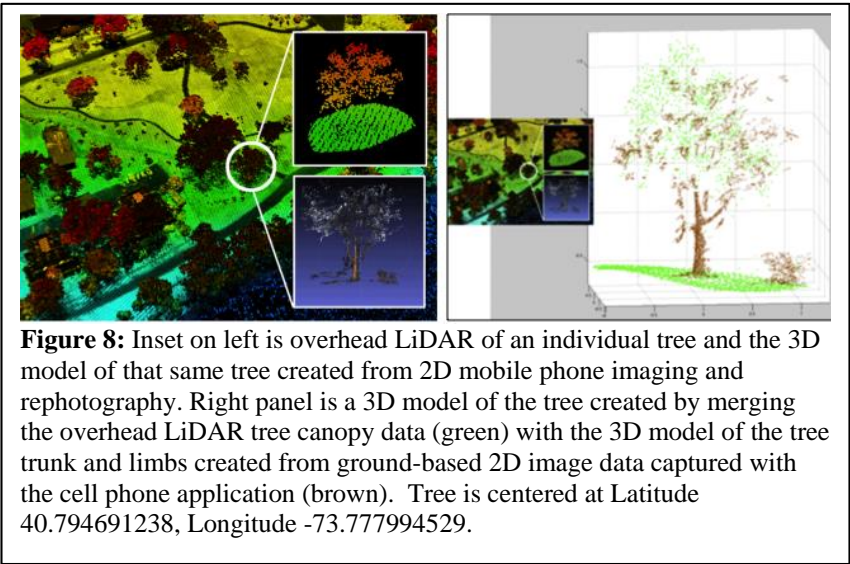 Figure 8: Inset on left is overhead LiDAR of an individual tree and the 3D
model of that same tree created from 2D mobile phone imaging and
rephotography. Right panel is a 3D model of the tree created by merging
the overhead LiDAR tree canopy data (green) with the 3D model of the tree
trunk and limbs created from ground-based 2D image data captured with
the cell phone application (brown).  Tree is centered at Latitude
40.794691238, Longitude -73.777994529.